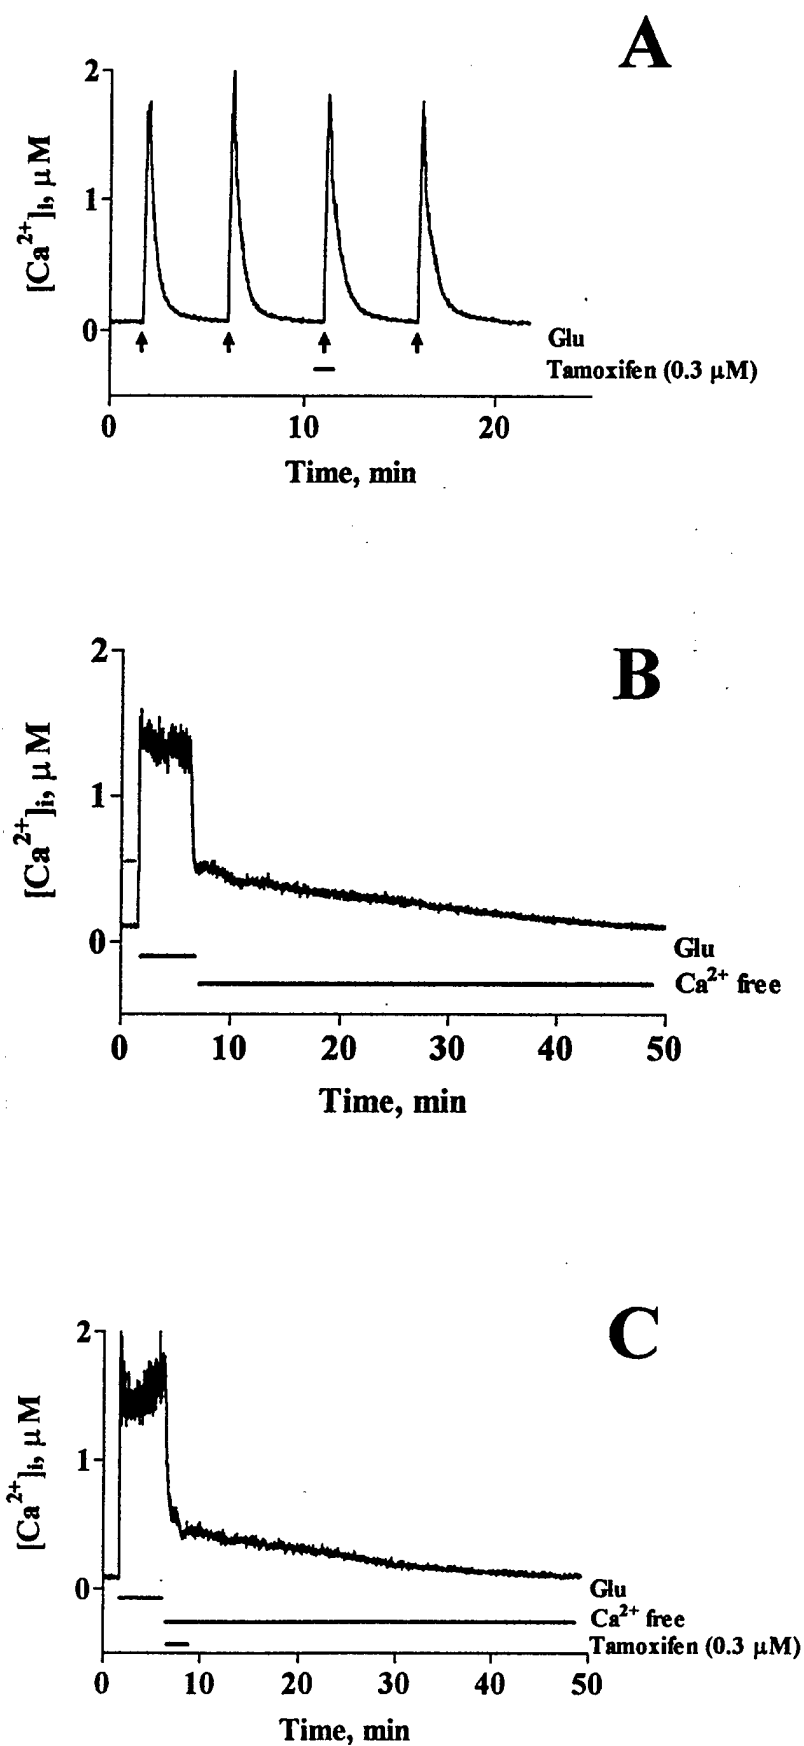 A
2
1
0
[Ca²⁺]i, μM
Glu
Tamoxifen (0.3 μM)
0 10 20
Time, min
B
2
1
0
[Ca²⁺]i, μM
Glu
Ca²⁺ free
0 10 20 30 40 50
Time, min
C
2
1
0
[Ca²⁺]i, μM
Glu
Ca²⁺ free
Tamoxifen (0.3 μM)
0 10 20 30 40 50
Time, min